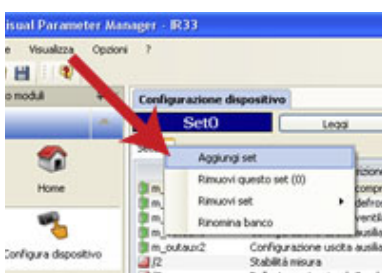 isual Parameter Manager - IR33
e Visualizza Opzioni ?
o moduli
Configurazione dispositivo
Set0 Leggi
Aggiungi set
Rimuovi questo set (0)
Rimuovi set
Rinomina banco
Home
Configura dispositivo
m_outaux2 Configurazione uscita ausilia
/2 Stabilità misura